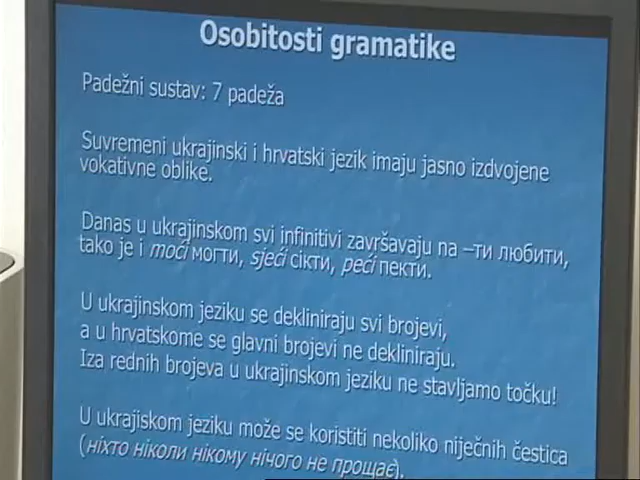 Osobitosti gramatike
Padežni sustav: 7 padeža
Suvremeni ukrajinski i hrvatski jezik imaju jasno izdvojene
vokativne oblike.
Danas u ukrajinskom svi infinitivi završavaju na –ти любити,
tako je i moći могти, sjeći сікти, peći пекти.
U ukrajinskom jeziku se dekliniraju svi brojevi,
a u hrvatskome se glavni brojevi ne dekliniraju.
Iza rednih brojeva u ukrajinskom jeziku ne stavljamo točku!
U ukrajiskom jeziku može se koristiti nekoliko niječnih čestica
(ніхто ніколи нікому нічого не прощає).